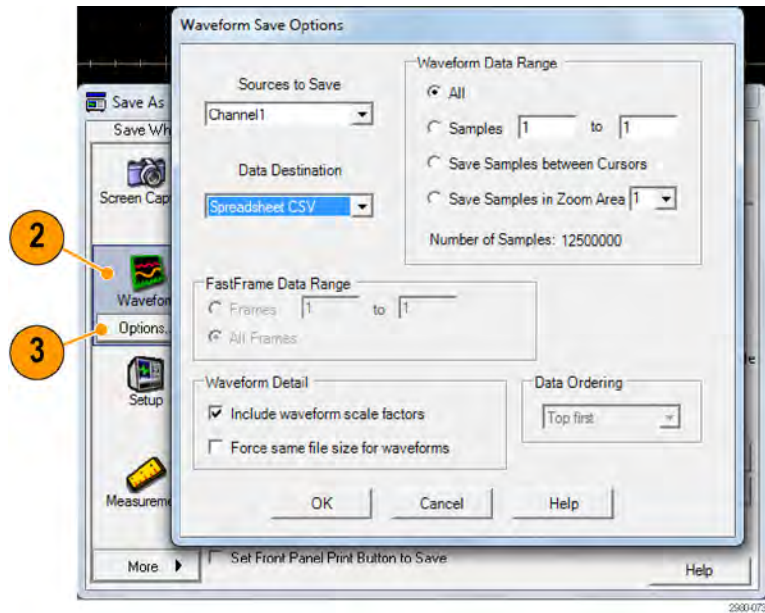 Waveform Save Options
Sources to Save
Channel1
Data Destination
Spreadsheet CSV
Waveform Data Range
All
Samples 1 to 1
Save Samples between Cursors
Save Samples in Zoom Area 1
Number of Samples: 12500000
FastFrame Data Range
Frames 1 to 1
All Frames
Waveform Detail
Include waveform scale factors
Force same file size for waveforms
Data Ordering
Top first
OK Cancel Help
Save As
Save Wh
Screen Cap
2
Wavefor
3
Options..
Setup
Measureme
More
Set Front Panel Print Button to Save
Help
2980-073